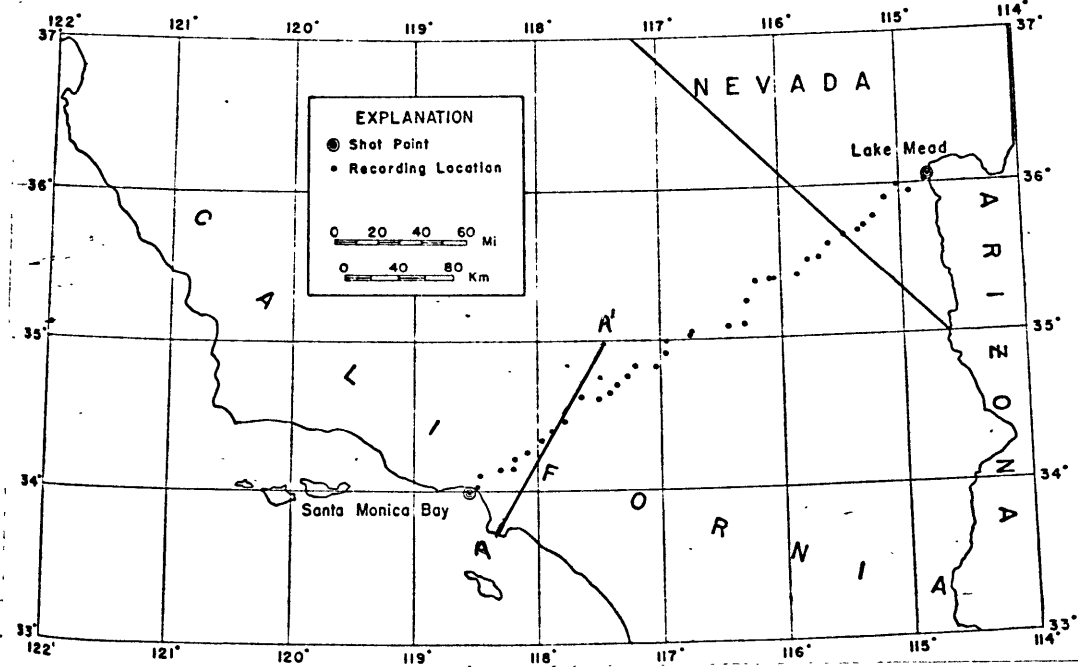 122° 121° 120° 119° 118° 117° 116° 115° 114°
37° 37°
NEVADA
EXPLANATION
Shot Point
Recording Location
0 20 40 60 Mi
0 40 80 Km
Lake Mead
36° 36°
CALIFORNIA
ARIZONA
A'
35° 35°
34° 34°
Santa Monica Bay
A
33° 33°
122° 121° 120° 119° 118° 117° 116° 115° 114°